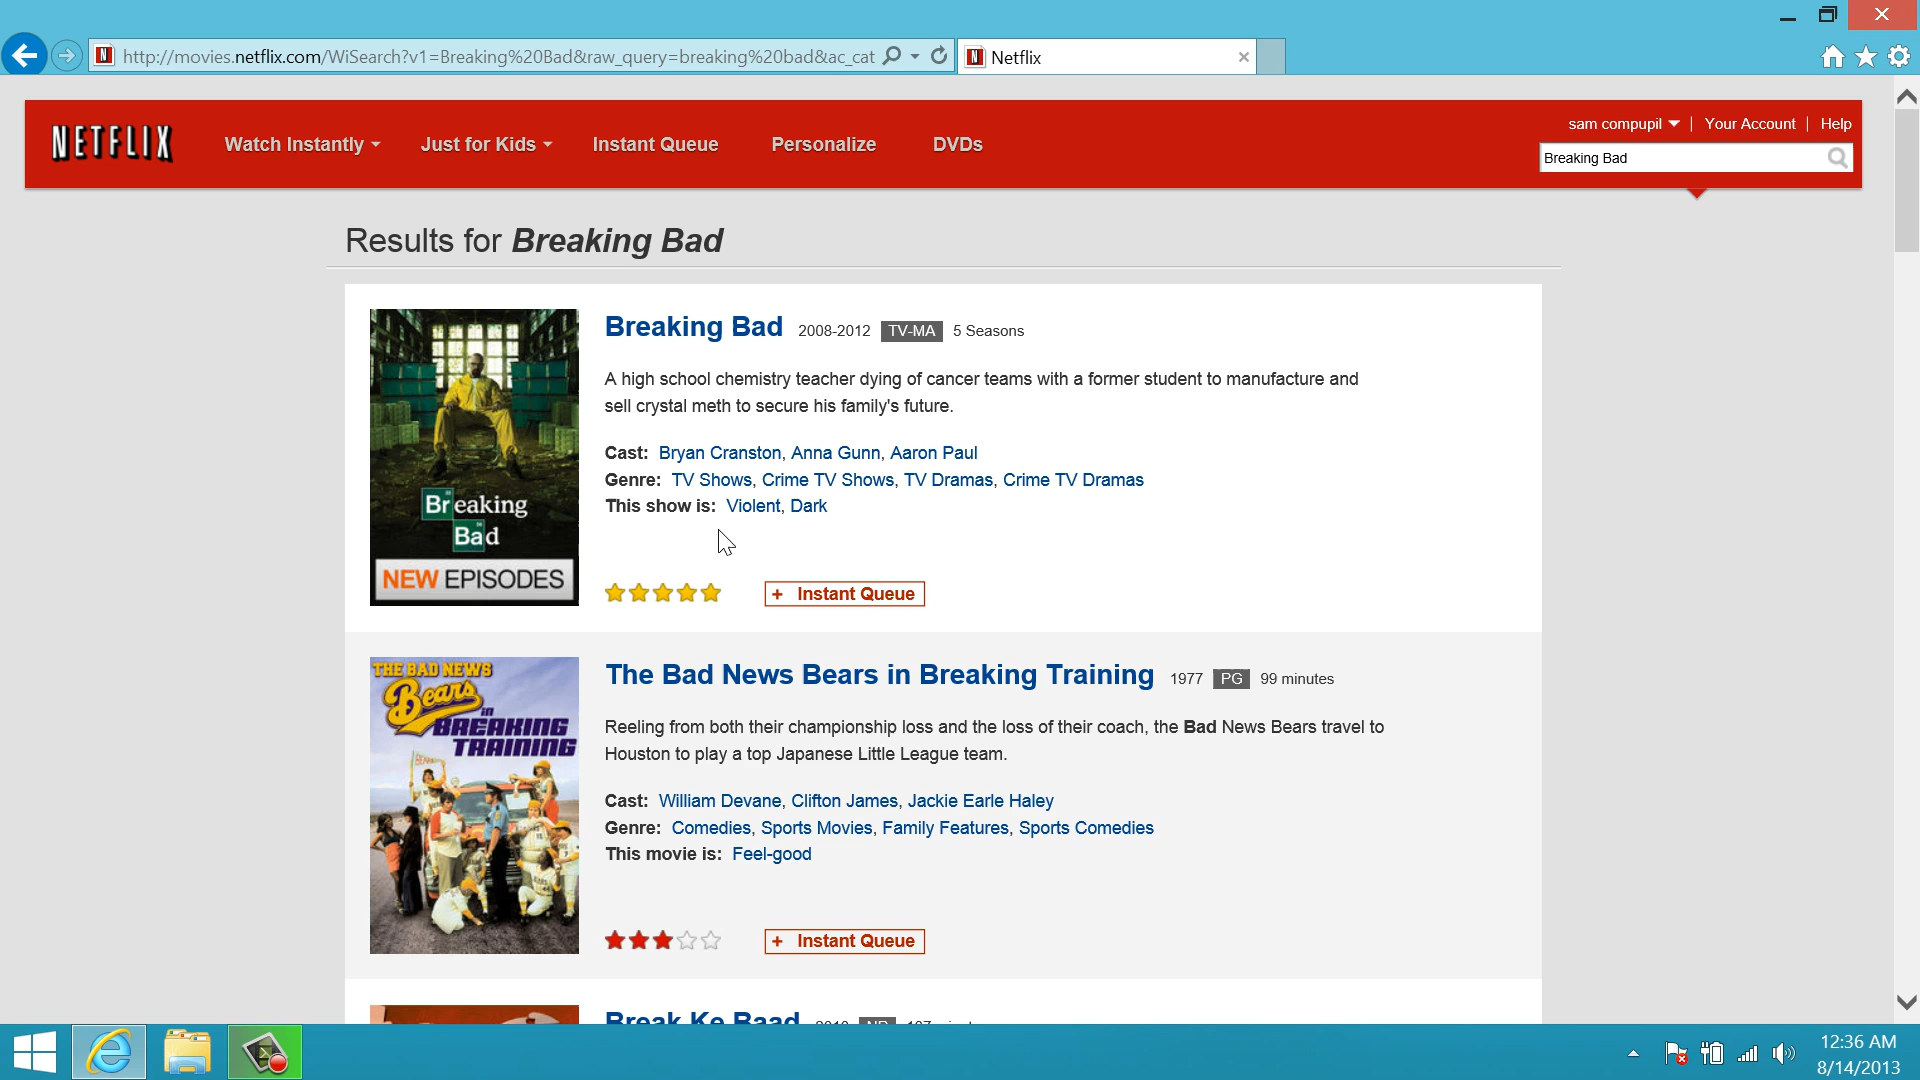 http://movies.netflix.com/WiSearch?v1=Breaking%20Bad&raw_query=breaking%20bad&ac_cat
Netflix
NETFLIX
Watch Instantly
Just for Kids
Instant Queue
Personalize
DVDs
sam compupil
Your Account
Help
Breaking Bad
Results for Breaking Bad
Breaking Bad
NEW EPISODES
Breaking Bad 2008-2012 TV-MA 5 Seasons
A high school chemistry teacher dying of cancer teams with a former student to manufacture and
sell crystal meth to secure his family's future.
Cast: Bryan Cranston, Anna Gunn, Aaron Paul
Genre: TV Shows, Crime TV Shows, TV Dramas, Crime TV Dramas
This show is: Violent, Dark
+ Instant Queue
THE BAD NEWS
Bears in
BREAKING
TRAINING
The Bad News Bears in Breaking Training 1977 PG 99 minutes
Reeling from both their championship loss and the loss of their coach, the Bad News Bears travel to
Houston to play a top Japanese Little League team.
Cast: William Devane, Clifton James, Jackie Earle Haley
Genre: Comedies, Sports Movies, Family Features, Sports Comedies
This movie is: Feel-good
+ Instant Queue
Break Ke Baad
12:36 AM
8/14/2013